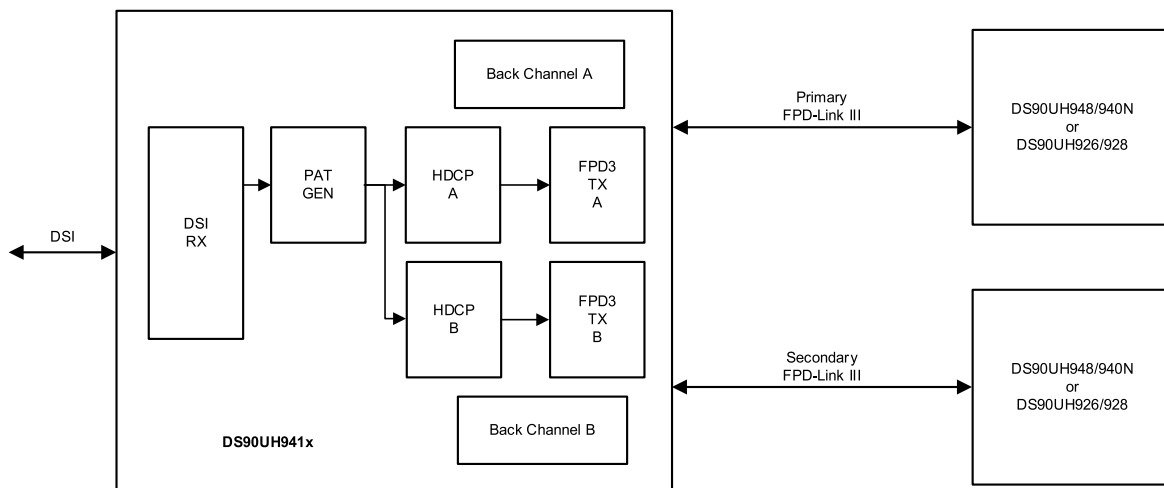 Back Channel A
Primary
FPD-Link III
DS90UH948/940N
or
DS90UH926/928
DSI
DSI
RX
PAT
GEN
HDCP
A
FPD3
TX
A
HDCP
B
FPD3
TX
B
Secondary
FPD-Link III
DS90UH948/940N
or
DS90UH926/928
Back Channel B
DS90UH941x